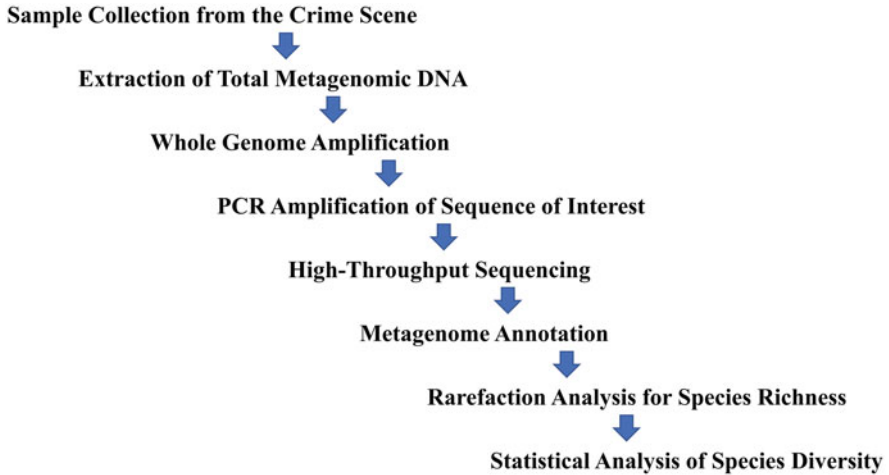 Sample Collection from the Crime Scene
Extraction of Total Metagenomic DNA
Whole Genome Amplification
PCR Amplification of Sequence of Interest
High-Throughput Sequencing
Metagenome Annotation
Rarefaction Analysis for Species Richness
Statistical Analysis of Species Diversity